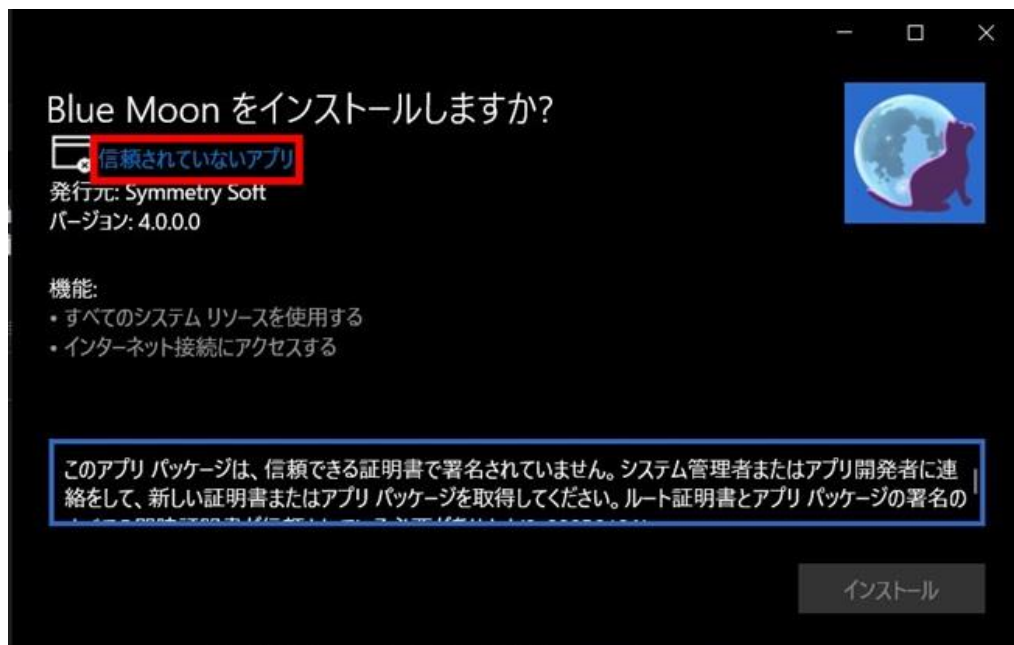 Blue Moon をインストールしますか?
信頼されていないアプリ
発行元: Symmetry Soft
バージョン: 4.0.0.0
機能:
• すべてのシステム リソースを使用する
• インターネット接続にアクセスする
このアプリ パッケージは、信頼できる証明書で署名されていません。システム管理者またはアプリ開発者に連
絡をして、新しい証明書またはアプリ パッケージを取得してください。ルート証明書とアプリ パッケージの署名の
インストール